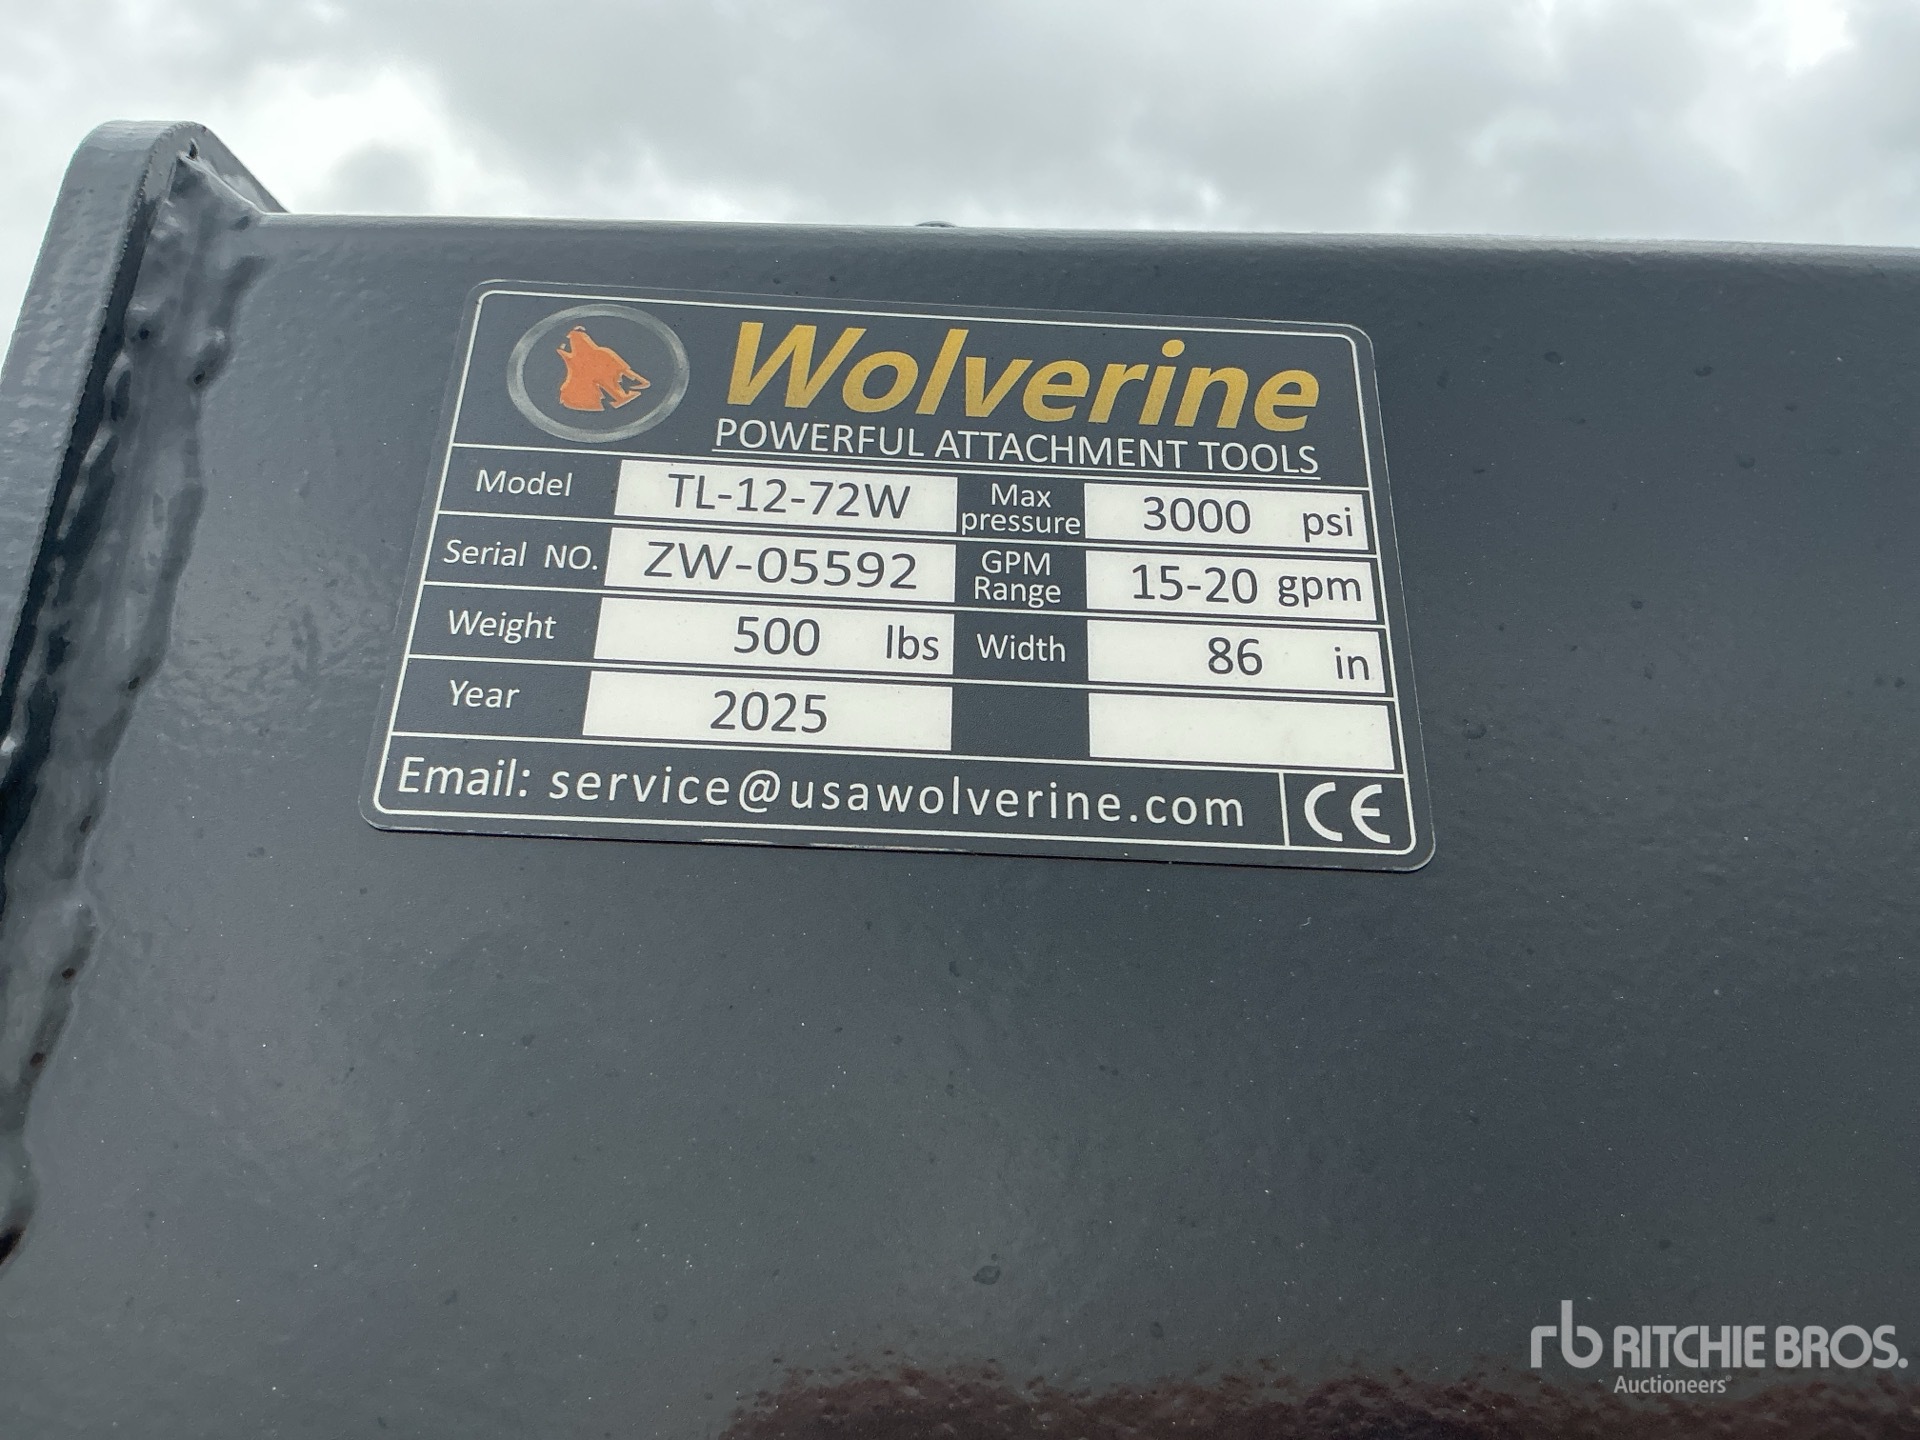 Wolverine
POWERFUL ATTACHMENT TOOLS
Model TL-12-72W Max pressure 3000 psi
Serial NO. ZW-05592 GPM Range 15-20 gpm
Weight 500 lbs Width 86 in
Year 2025
Email: service@usawolverine.com CE
rb RITCHIE BROS.
Auctioneers